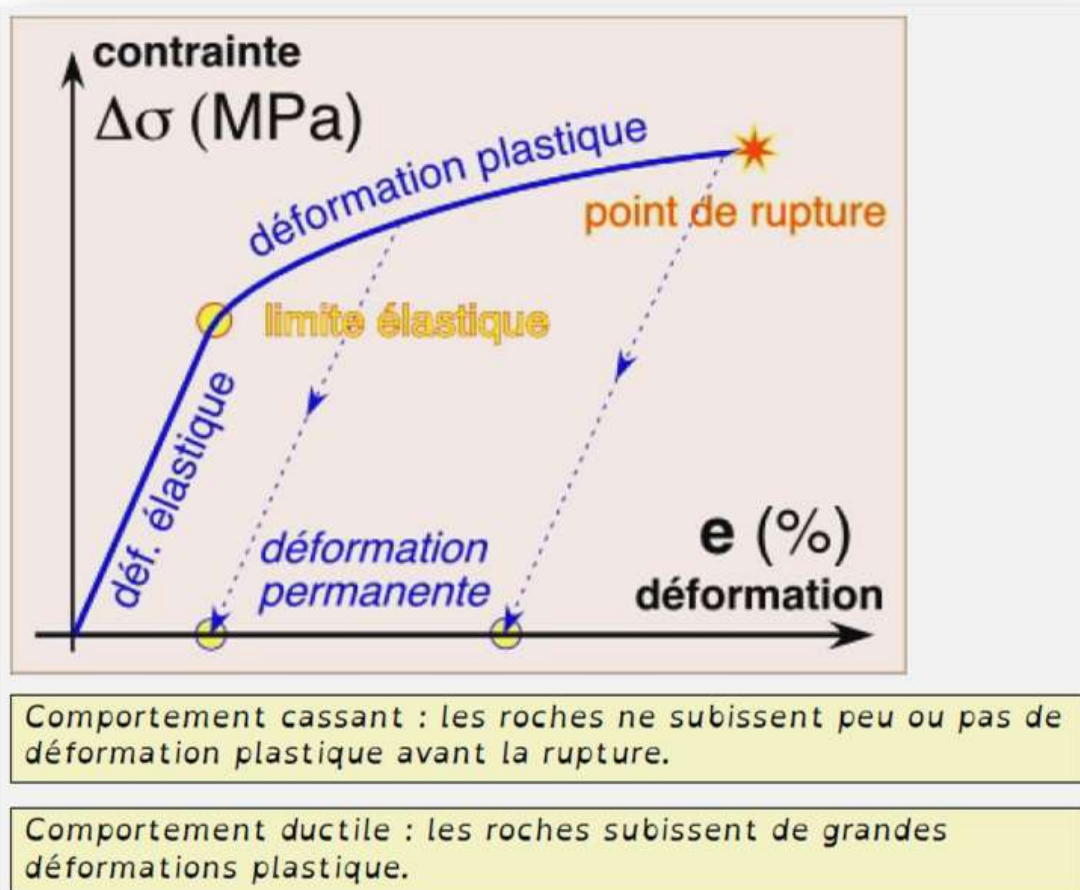 contrainte
Δσ (MPa)
déformation plastique
point de rupture
limite élastique
déf. élastique
déformation
permanente
e (%)
déformation
Comportement cassant : les roches ne subissent peu ou pas de
déformation plastique avant la rupture.
Comportement ductile : les roches subissent de grandes
déformations plastique.